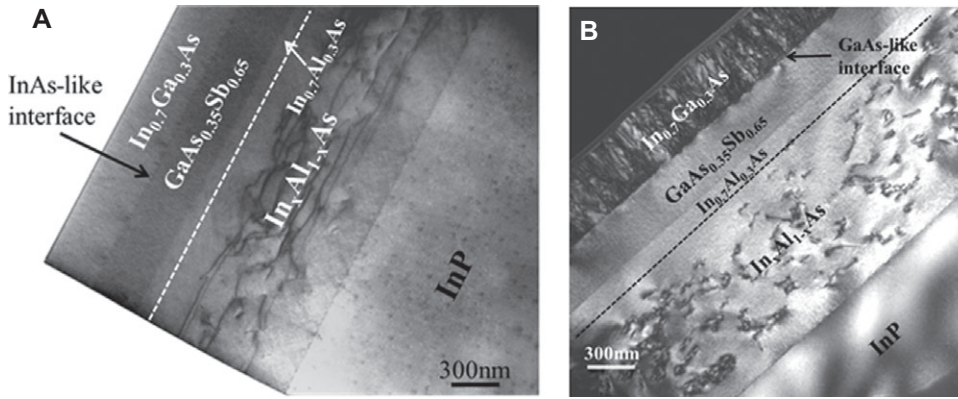 A
InAs-like
interface
In₀.₇Ga₀.₃As
GaAs₀.₃₅Sb₀.₆₅
In₀.₇Al₀.₃As
InₓAl₁₋ₓAs
InP
300nm
B
GaAs-like
interface
In₀.₇Ga₀.₃As
GaAs₀.₃₅Sb₀.₆₅
In₀.₇Al₀.₃As
InₓAl₁₋ₓAs
InP
300nm